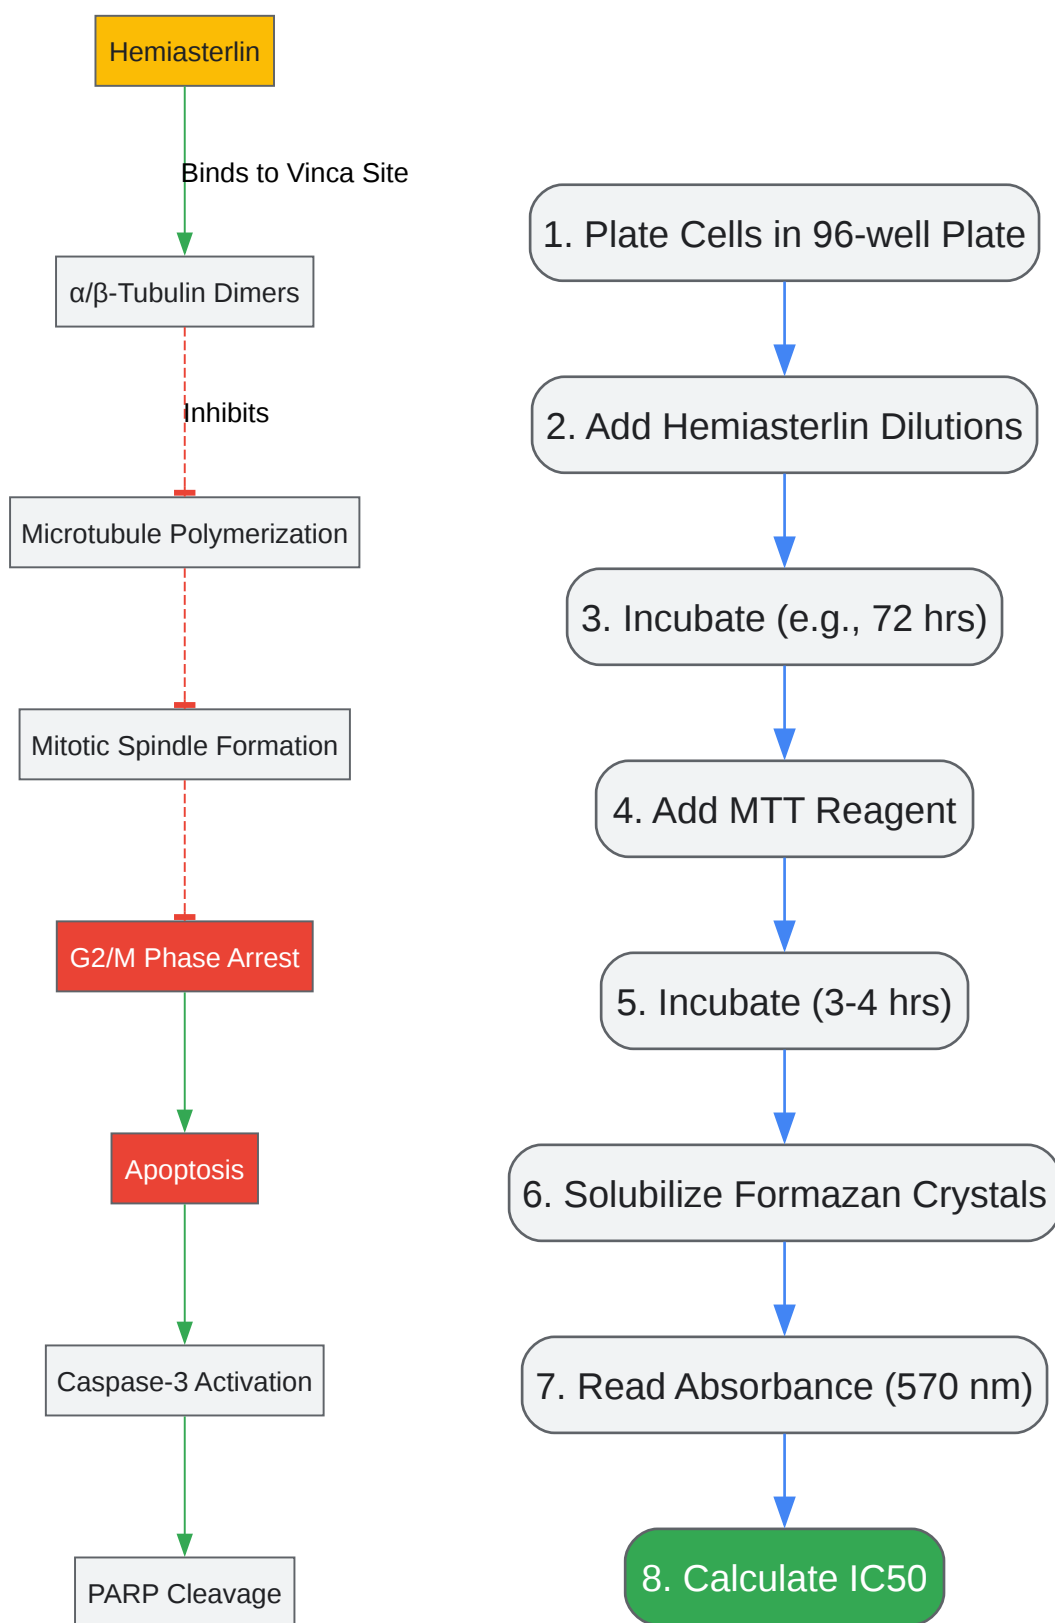 Hemiasterlin
Binds to Vinca Site
α/β-Tubulin Dimers
Inhibits
Microtubule Polymerization
Mitotic Spindle Formation
G2/M Phase Arrest
Apoptosis
Caspase-3 Activation
PARP Cleavage
1. Plate Cells in 96-well Plate
2. Add Hemiasterlin Dilutions
3. Incubate (e.g., 72 hrs)
4. Add MTT Reagent
5. Incubate (3-4 hrs)
6. Solubilize Formazan Crystals
7. Read Absorbance (570 nm)
8. Calculate IC50